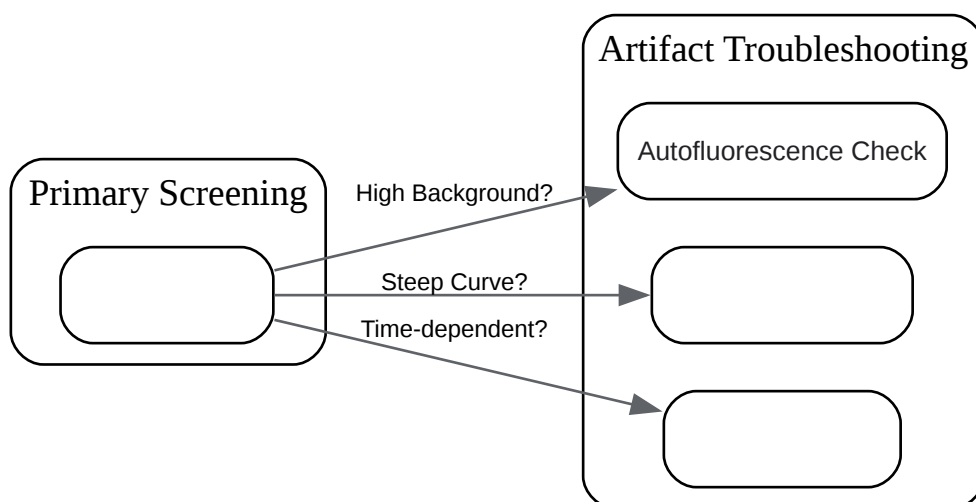 Artifact Troubleshooting
Autofluorescence Check
Primary Screening
High Background?
Steep Curve?
Time-dependent?